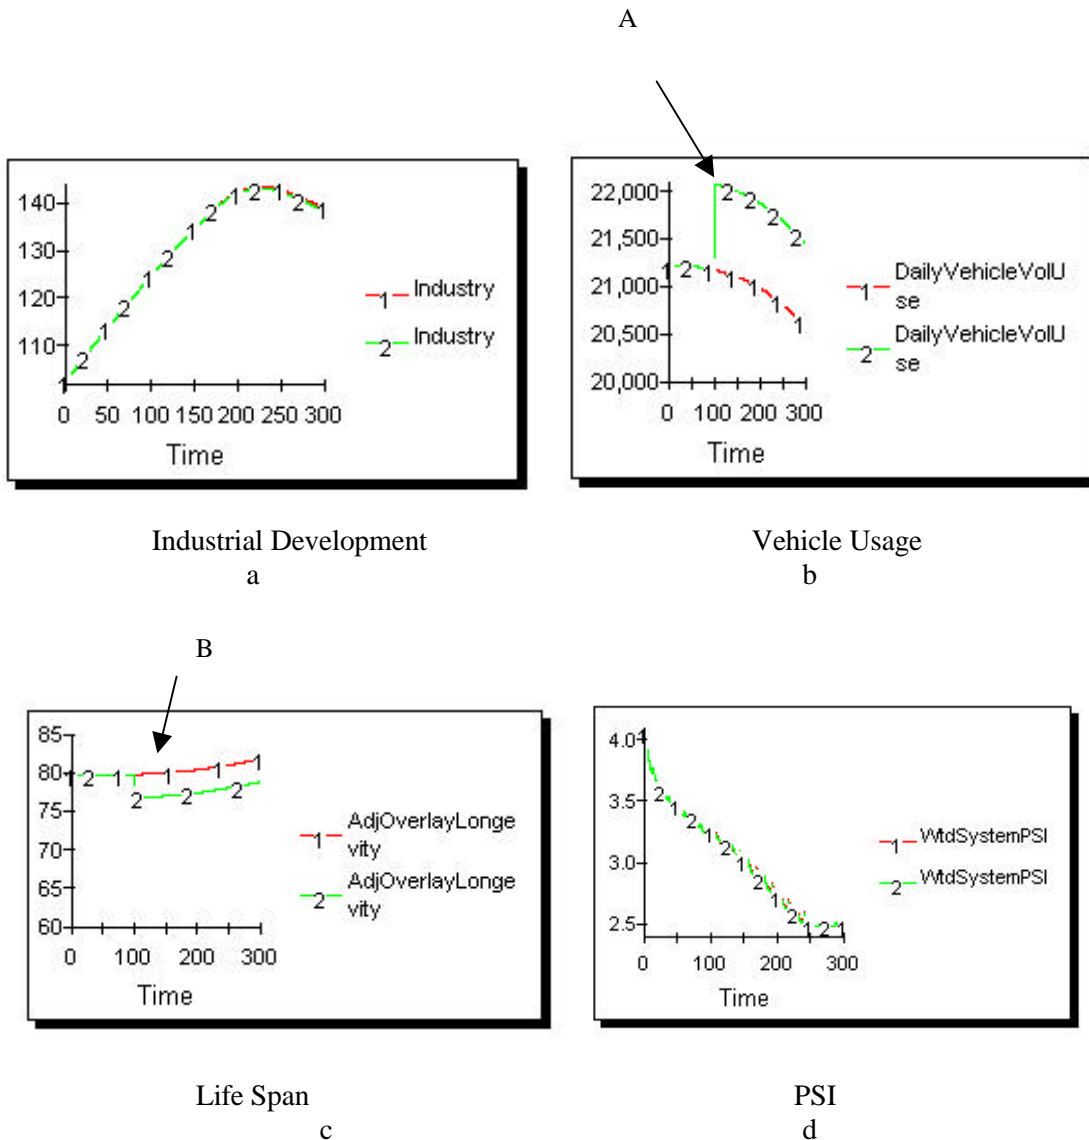 A
140
130
120
110
0 50 100 150 200 250 300
Time
1 Industry
2 Industry
22,000
21,500
21,000
20,500
20,000
0 100 200 300
Time
1 DailyVehicleVolU
se
2 DailyVehicleVolU
se
Industrial Development
a
Vehicle Usage
b
B
85
80
75
70
65
60
0 100 200 300
Time
1 AdjOverlayLonge
vity
2 AdjOverlayLonge
vity
4.0
3.5
3.0
2.5
0 100 200 300
Time
1 WtdSystemPSI
2 WtdSystemPSI
Life Span
c
PSI
d